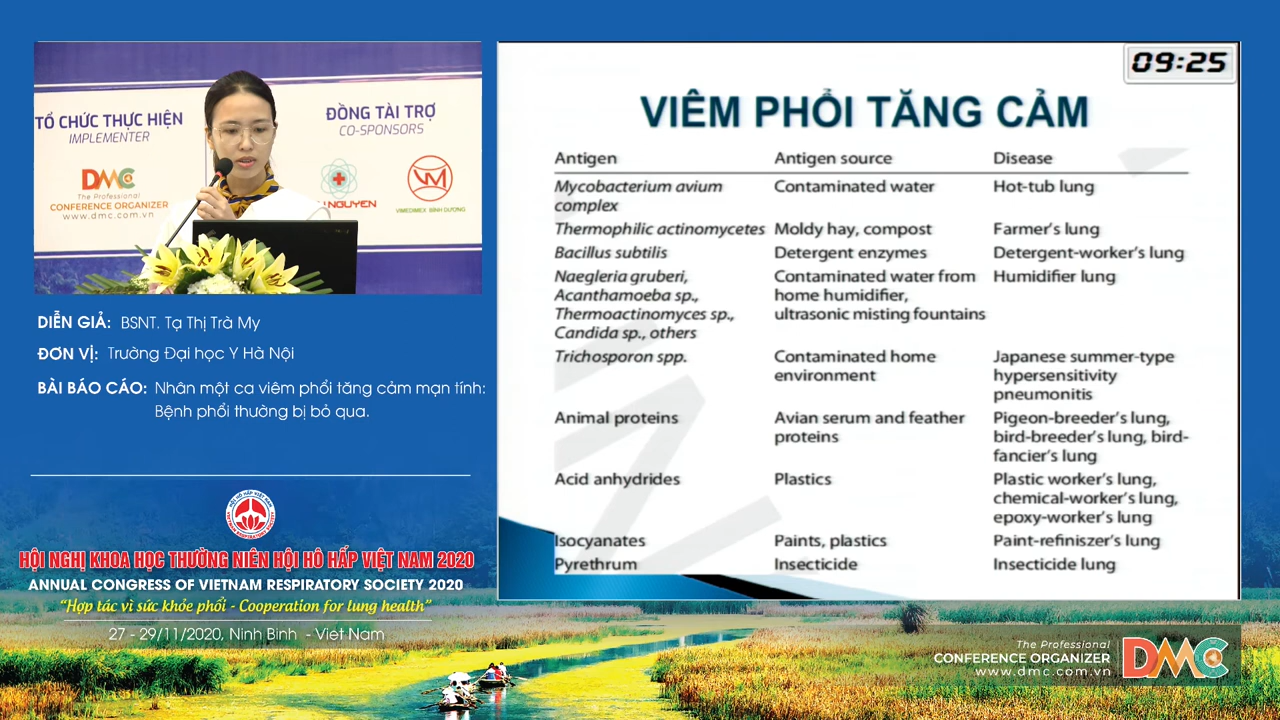 TỔ CHỨC THỰC HIỆN
IMPLEMENTER
DMC
The Professional
CONFERENCE ORGANIZER
www.dmc.com.vn
ĐỒNG TÀI TRỢ
CO-SPONSORS
NGUYEN
VIMEDIMEX BÌNH DƯƠNG
DIỄN GIẢ: BSNT. Tạ Thị Trà My
ĐƠN VỊ: Trường Đại học Y Hà Nội
BÀI BÁO CÁO: Nhân một ca viêm phổi tăng cảm mạn tính:
Bệnh phổi thường bị bỏ qua.
HỘI NGHỊ KHOA HỌC THƯỜNG NIÊN HỘI HÔ HẤP VIỆT NAM 2020
ANNUAL CONGRESS OF VIETNAM RESPIRATORY SOCIETY 2020
“Hợp tác vì sức khỏe phổi - Cooperation for lung health”
27 - 29/11/2020, Ninh Bình - Việt Nam
09:25
VIÊM PHỔI TĂNG CẢM
Antigen Antigen source Disease
Mycobacterium avium complex Contaminated water Hot-tub lung
Thermophilic actinomycetes Moldy hay, compost Farmer's lung
Bacillus subtilis Detergent enzymes Detergent-worker's lung
Naegleria gruberi, Contaminated water from Humidifier lung
Acanthamoeba sp., home humidifier,
Thermoactinomyces sp., ultrasonic misting fountains
Candida sp., others
Trichosporon spp. Contaminated home Japanese summer-type
environment hypersensitivity
pneumonitis
Animal proteins Avian serum and feather Pigeon-breeder's lung,
proteins bird-breeder's lung, bird-
fancier's lung
Acid anhydrides Plastics Plastic worker's lung,
chemical-worker's lung,
epoxy-worker's lung
Isocyanates Paints, plastics Paint-refiniszer's lung
Pyrethrum Insecticide Insecticide lung
The Professional
CONFERENCE ORGANIZER
www.dmc.com.vn
DMC